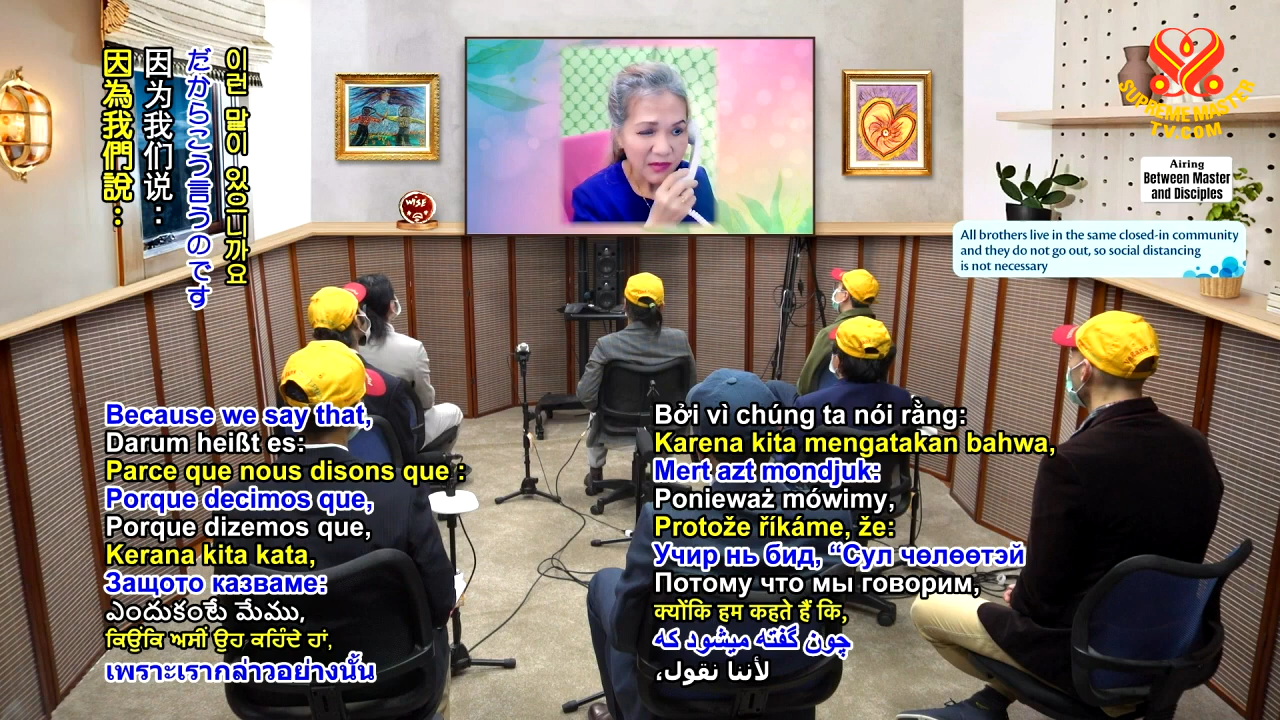 因為我們說…
因为我们说…
だからこう言うのです
이런 말이 있으니까요
WiSE
SUPREME MASTER
TV.COM
Airing
Between Master
and Disciples
All brothers live in the same closed-in community
and they do not go out, so social distancing
is not necessary
Because we say that,
Darum heißt es:
Parce que nous disons que :
Porque decimos que,
Porque dizemos que,
Kerana kita kata,
Защото казваме:
ఎందుకంటే మేము,
ਕਿਉਂਕਿ ਅਸੀਂ ਉਹ ਕਹਿੰਦੇ ਹਾਂ,
เพราะเรากล่าวอย่างนั้น
Bởi vì chúng ta nói rằng:
Karena kita mengatakan bahwa,
Mert azt mondjuk:
Ponieważ mówimy,
Protože říkáme, že:
Учир нь бид, “Сул чөлөөтэй
Потому что мы говорим,
क्योंकि हम कहते हैं कि,
چون گفته میشود که
لأننا نقول،